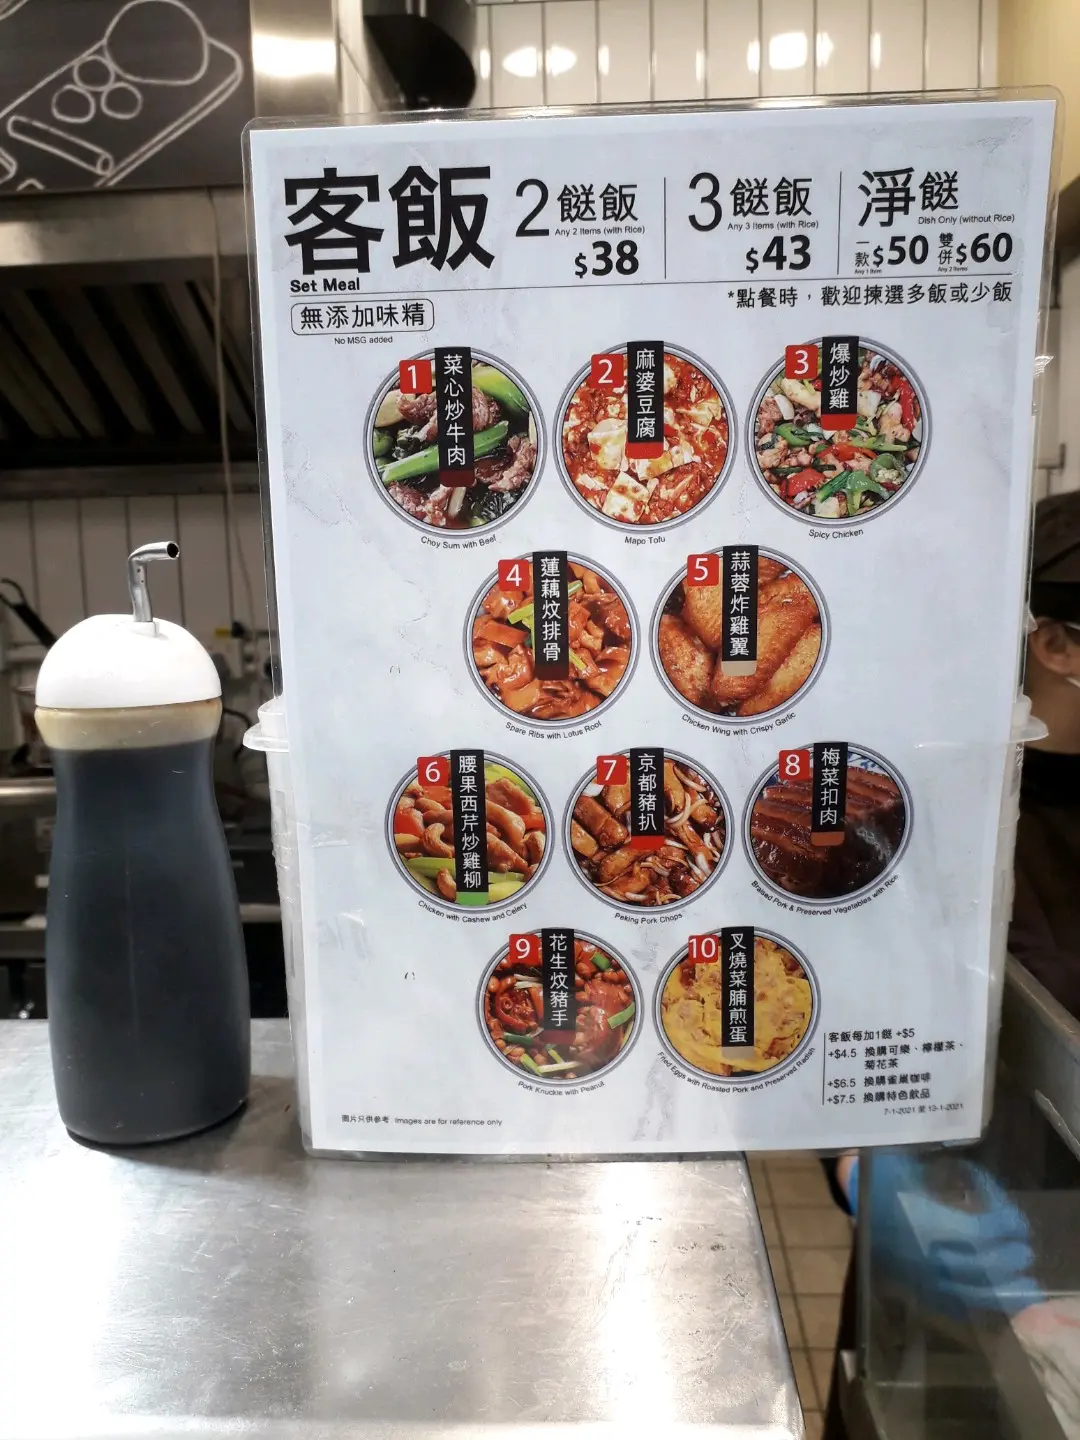 客飯
Set Meal
2餸飯
Any 2 Items (with Rice)
$38
3餸飯
Any 3 Items (with Rice)
$43
淨餸
Dish Only (without Rice)
一款 $50 雙併 $60
Any 1 Item Any 2 Items
無添加味精
No MSG added
*點餐時，歡迎揀選多飯或少飯
1 菜心炒牛肉
Choy Sum with Beef
2 麻婆豆腐
Mapo Tofu
3 爆炒雞
Spicy Chicken
4 蓮藕炆排骨
Spare Ribs with Lotus Root
5 蒜蓉炸雞翼
Chicken Wing with Crispy Garlic
6 腰果西芹炒雞柳
Chicken with Cashew and Celery
7 京都豬扒
Peking Pork Chops
8 梅菜扣肉
Braised Pork & Preserved Vegetables with Rice
9 花生炆豬手
Pork Knuckle with Peanut
10 叉燒菜脯煎蛋
Fried Eggs with Roasted Pork and Preserved Radish
客飯每加1餸 +$5
+$4.5 換購可樂、檸檬茶、
菊花茶
+$6.5 換購雀巢咖啡
+$7.5 換購特色飲品
7-1-2021 至 13-1-2021
圖片只供參考 Images are for reference only